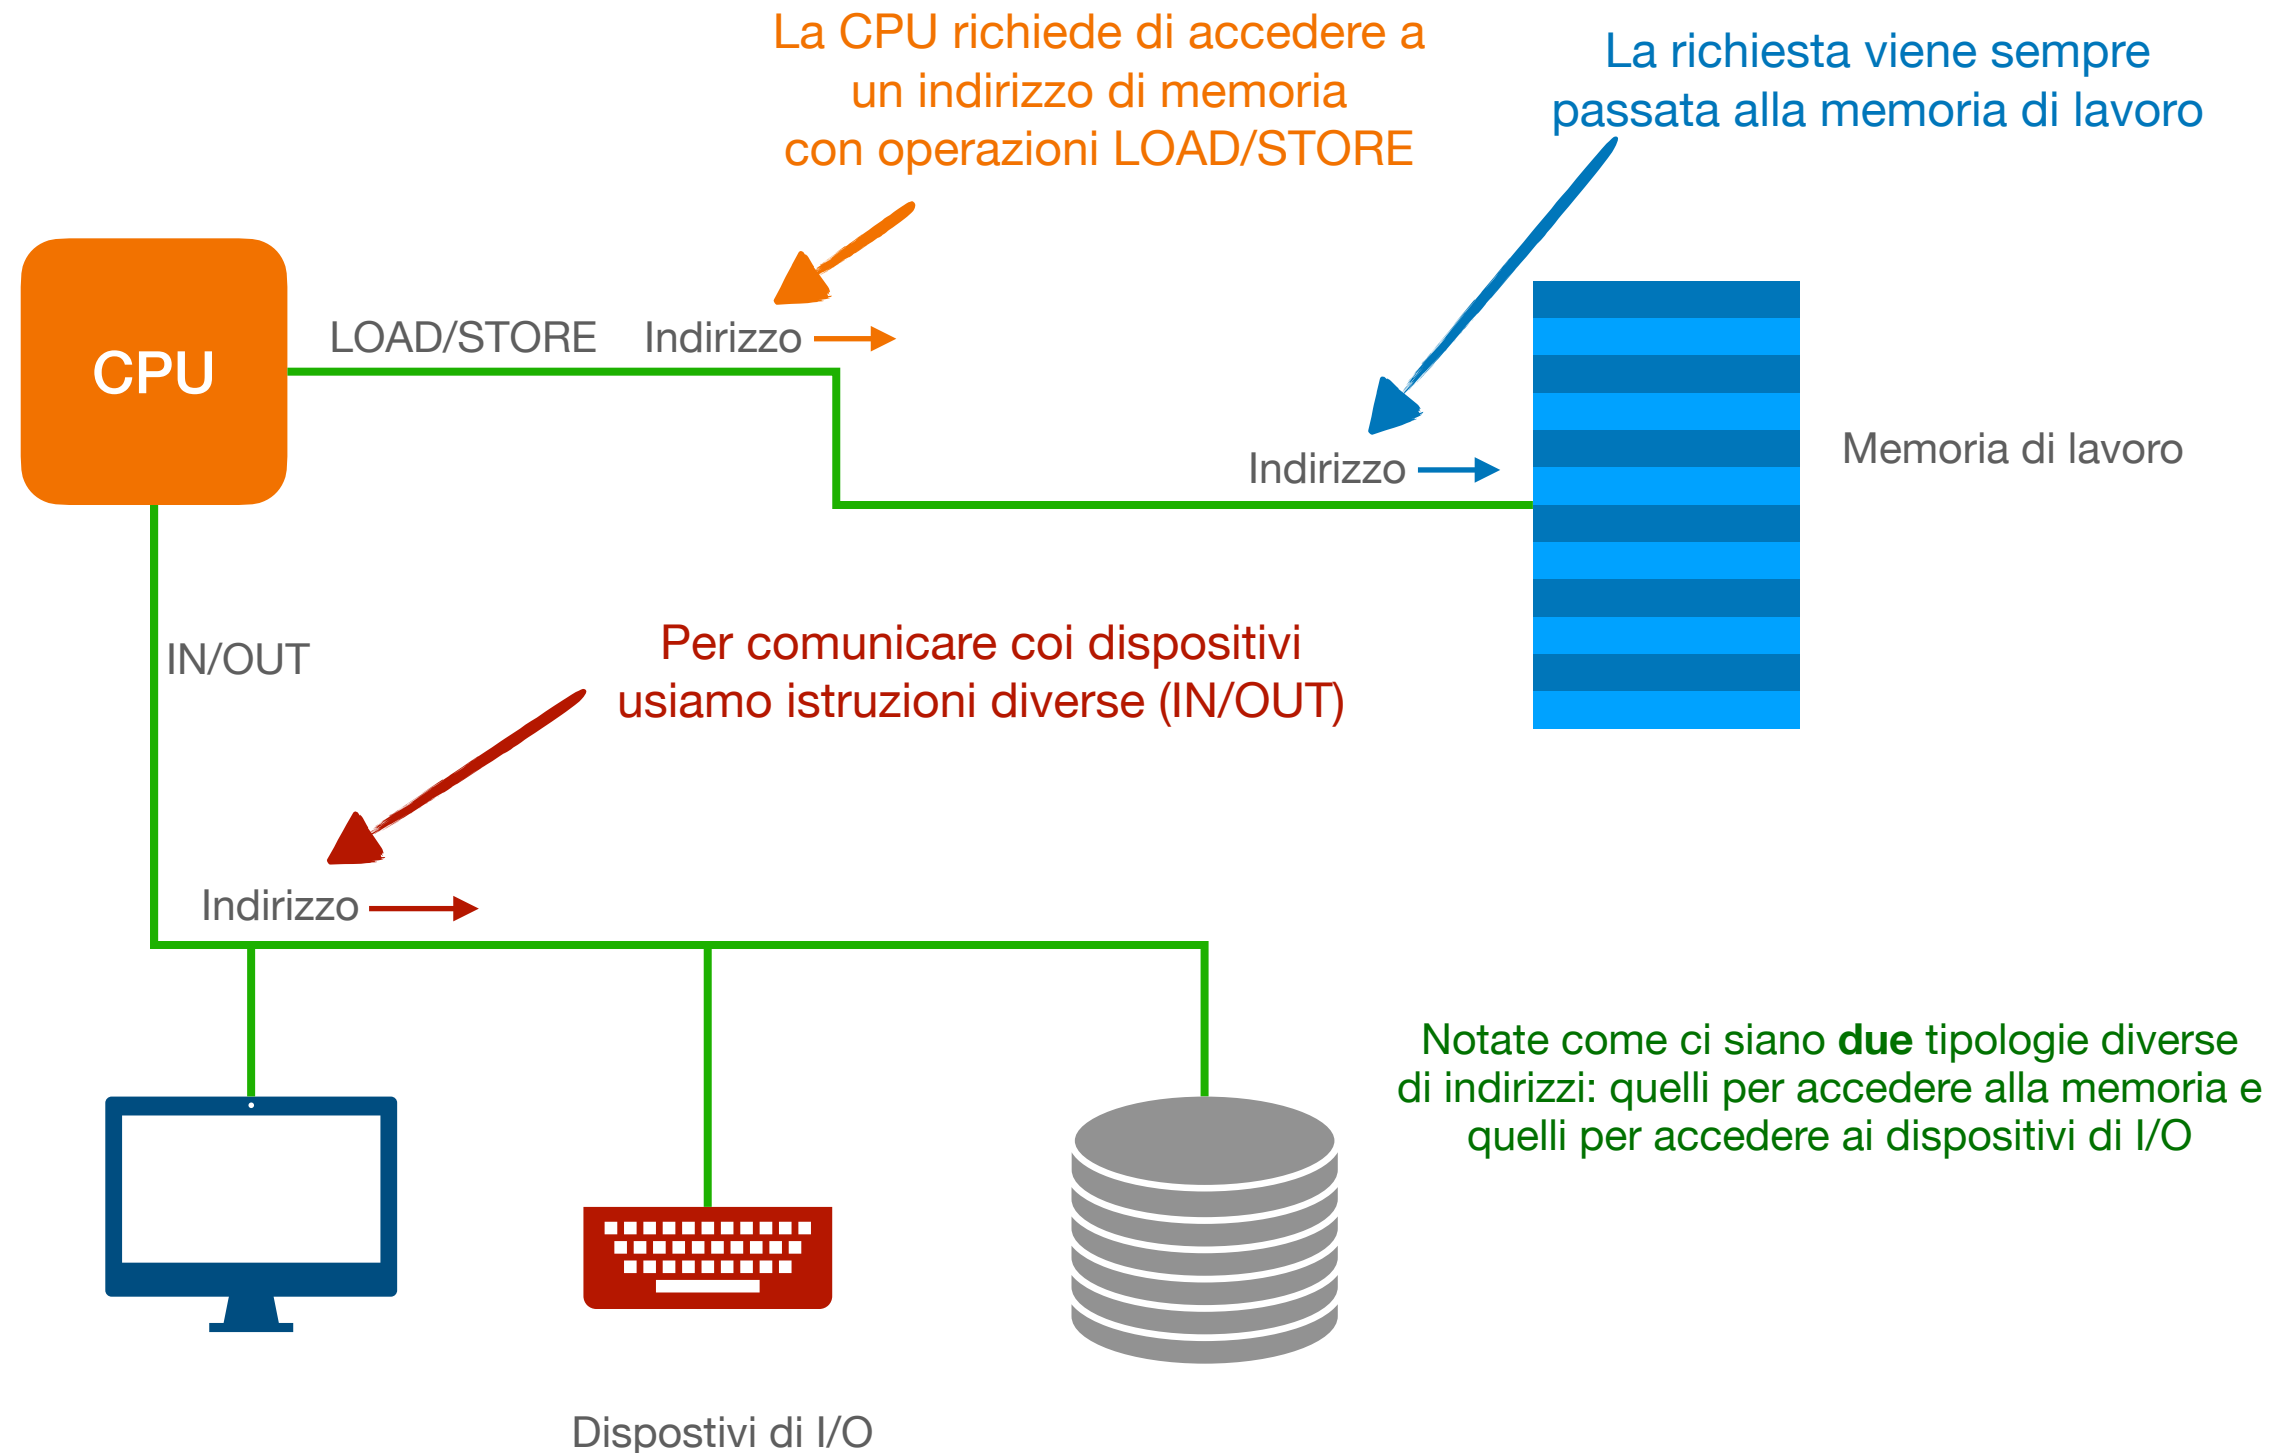 La CPU richiede di accedere a
un indirizzo di memoria
con operazioni LOAD/STORE
La richiesta viene sempre
passata alla memoria di lavoro
CPU
LOAD/STORE
Indirizzo
Indirizzo
Memoria di lavoro
IN/OUT
Per comunicare coi dispositivi
usiamo istruzioni diverse (IN/OUT)
Indirizzo
Notate come ci siano due tipologie diverse
di indirizzi: quelli per accedere alla memoria e
quelli per accedere ai dispositivi di I/O
Dispostivi di I/O